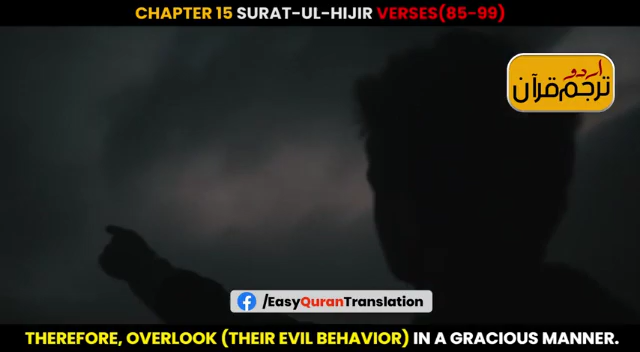 CHAPTER 15 SURAT-UL-HIJIR VERSES(85-99)
اردو
ترجمہ قرآن
/EasyQuranTranslation
THEREFORE, OVERLOOK (THEIR EVIL BEHAVIOR) IN A GRACIOUS MANNER.